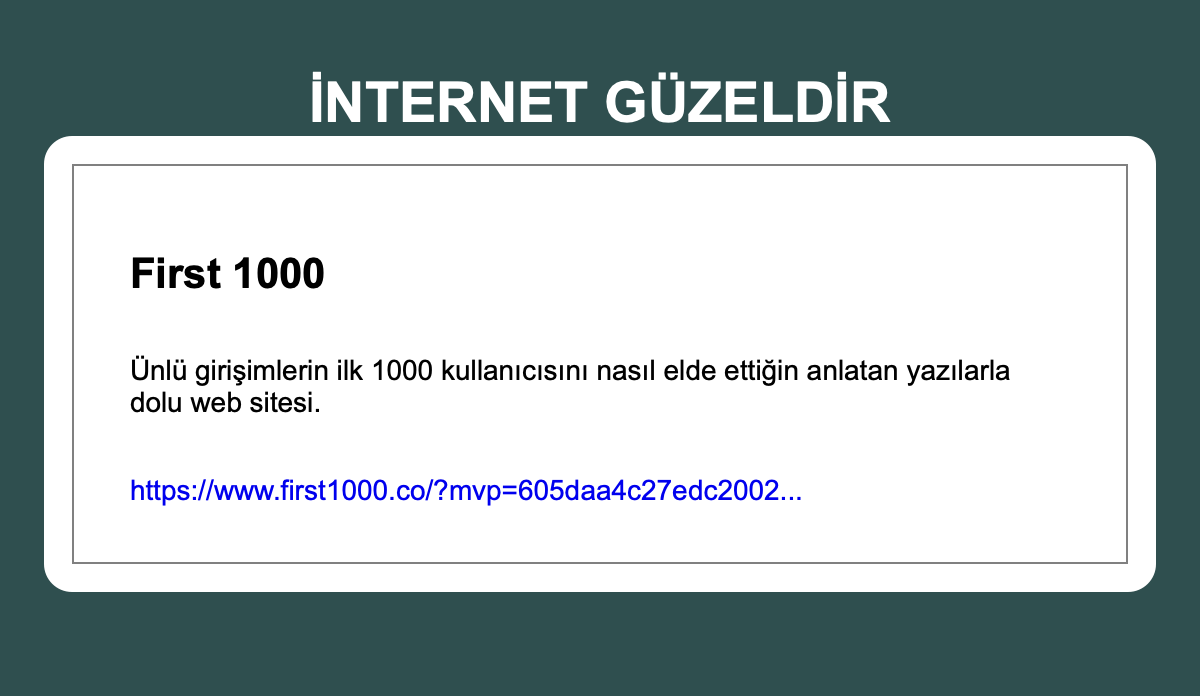 İNTERNET GÜZELDİR
First 1000
Ünlü girişimlerin ilk 1000 kullanıcısını nasıl elde ettiğin anlatan yazılarla
dolu web sitesi.
https://www.first1000.co/?mvp=605daa4c27edc2002...